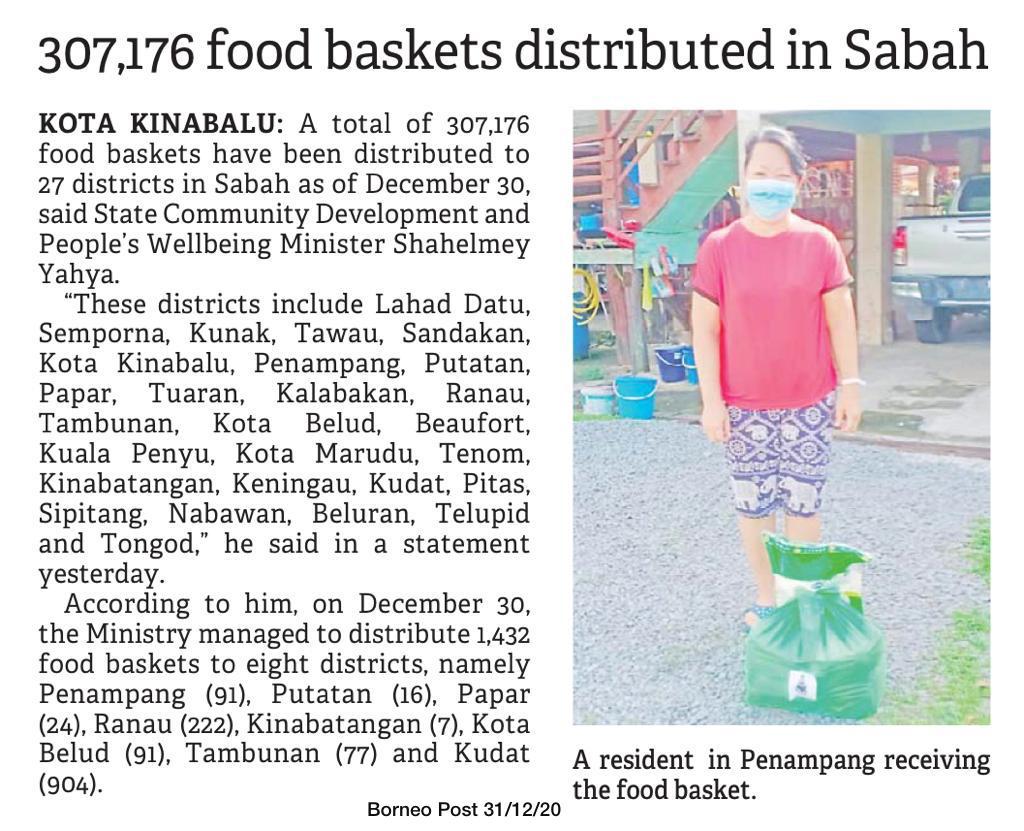 307,176 food baskets distributed in Sabah
KOTA KINABALU: A total of 307,176
food baskets have been distributed to
27 districts in Sabah as of December 30,
said State Community Development and
People’s Wellbeing Minister Shahelmey
Yahya.
“These districts include Lahad Datu,
Semporna, Kunak, Tawau, Sandakan,
Kota Kinabalu, Penampang, Putatan,
Papar, Tuaran, Kalabakan, Ranau,
Tambunan, Kota Belud, Beaufort,
Kuala Penyu, Kota Marudu, Tenom,
Kinabatangan, Keningau, Kudat, Pitas,
Sipitang, Nabawan, Beluran, Telupid
and Tongod,” he said in a statement
yesterday.
According to him, on December 30,
the Ministry managed to distribute 1,432
food baskets to eight districts, namely
Penampang (91), Putatan (16), Papar
(24), Ranau (222), Kinabatangan (7), Kota
Belud (91), Tambunan (77) and Kudat
(904).
A resident in Penampang receiving
the food basket.
Borneo Post 31/12/20